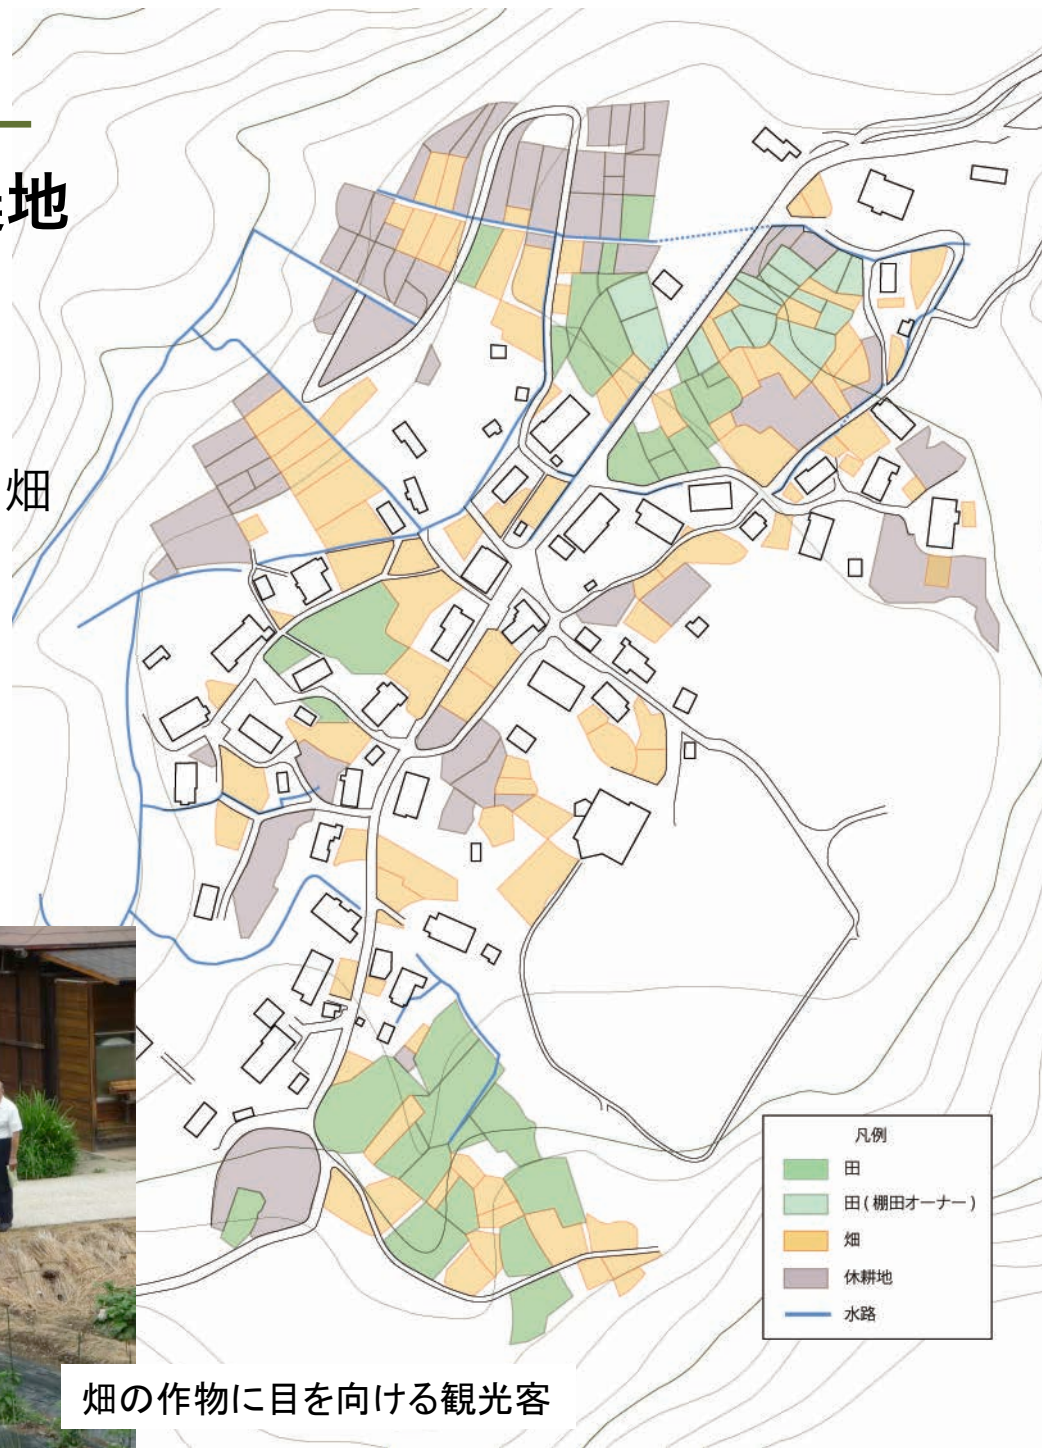 地
畑
凡例
田
田(棚田オーナー)
畑
休耕地
水路
畑の作物に目を向ける観光客